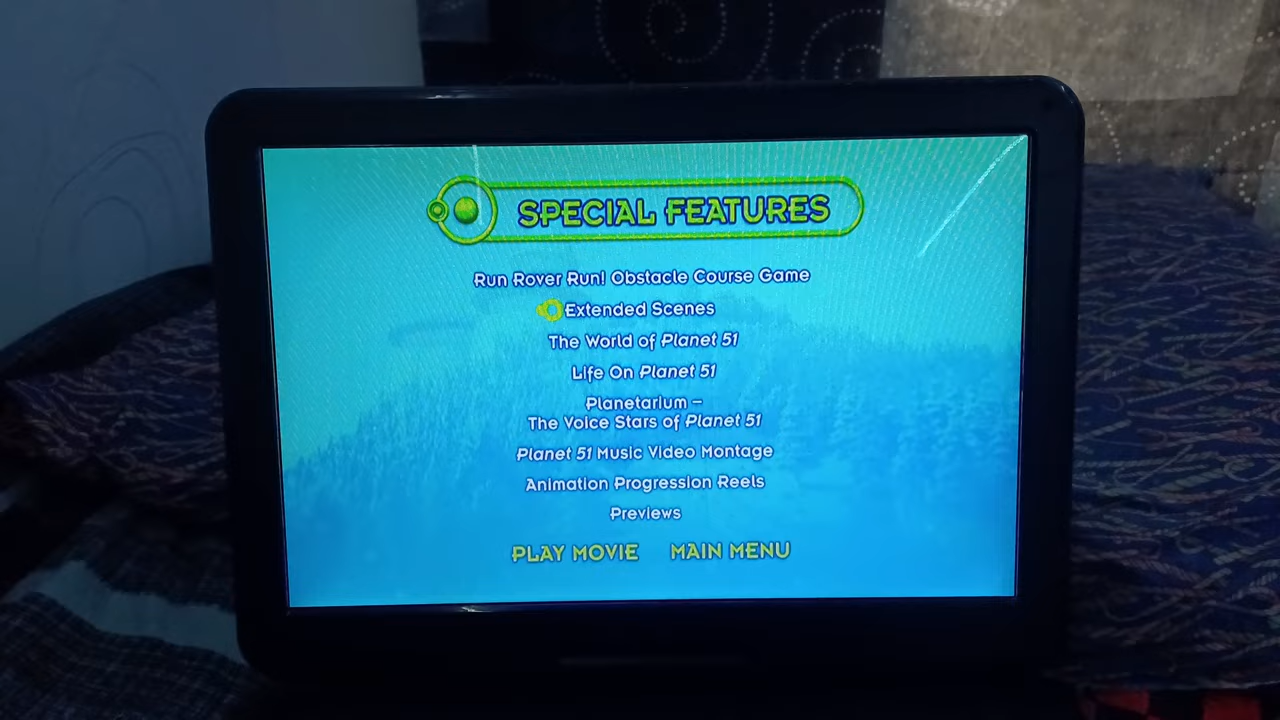 SPECIAL FEATURES
Run Rover Run! Obstacle Course Game
Extended Scenes
The World of Planet 51
Life On Planet 51
Planetarium –
The Voice Stars of Planet 51
Planet 51 Music Video Montage
Animation Progression Reels
Previews
PLAY MOVIE MAIN MENU